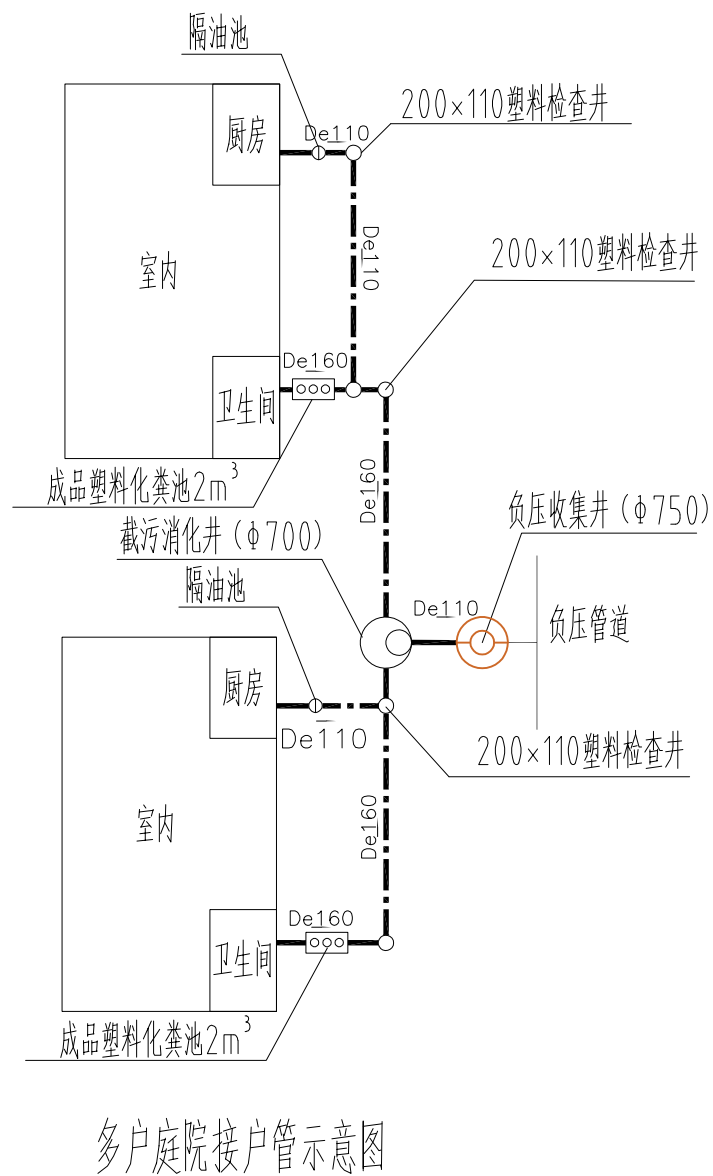 隔油池
200×110塑料检查井
厨房
De110
De110
200×110塑料检查井
室内
De160
卫生间
成品塑料化粪池2m³
De160
负压收集井(Φ750)
截污消化井(Φ700)
隔油池
De110
负压管道
厨房
De110
200×110塑料检查井
室内
De160
De160
卫生间
成品塑料化粪池2m³
多户庭院接户管示意图